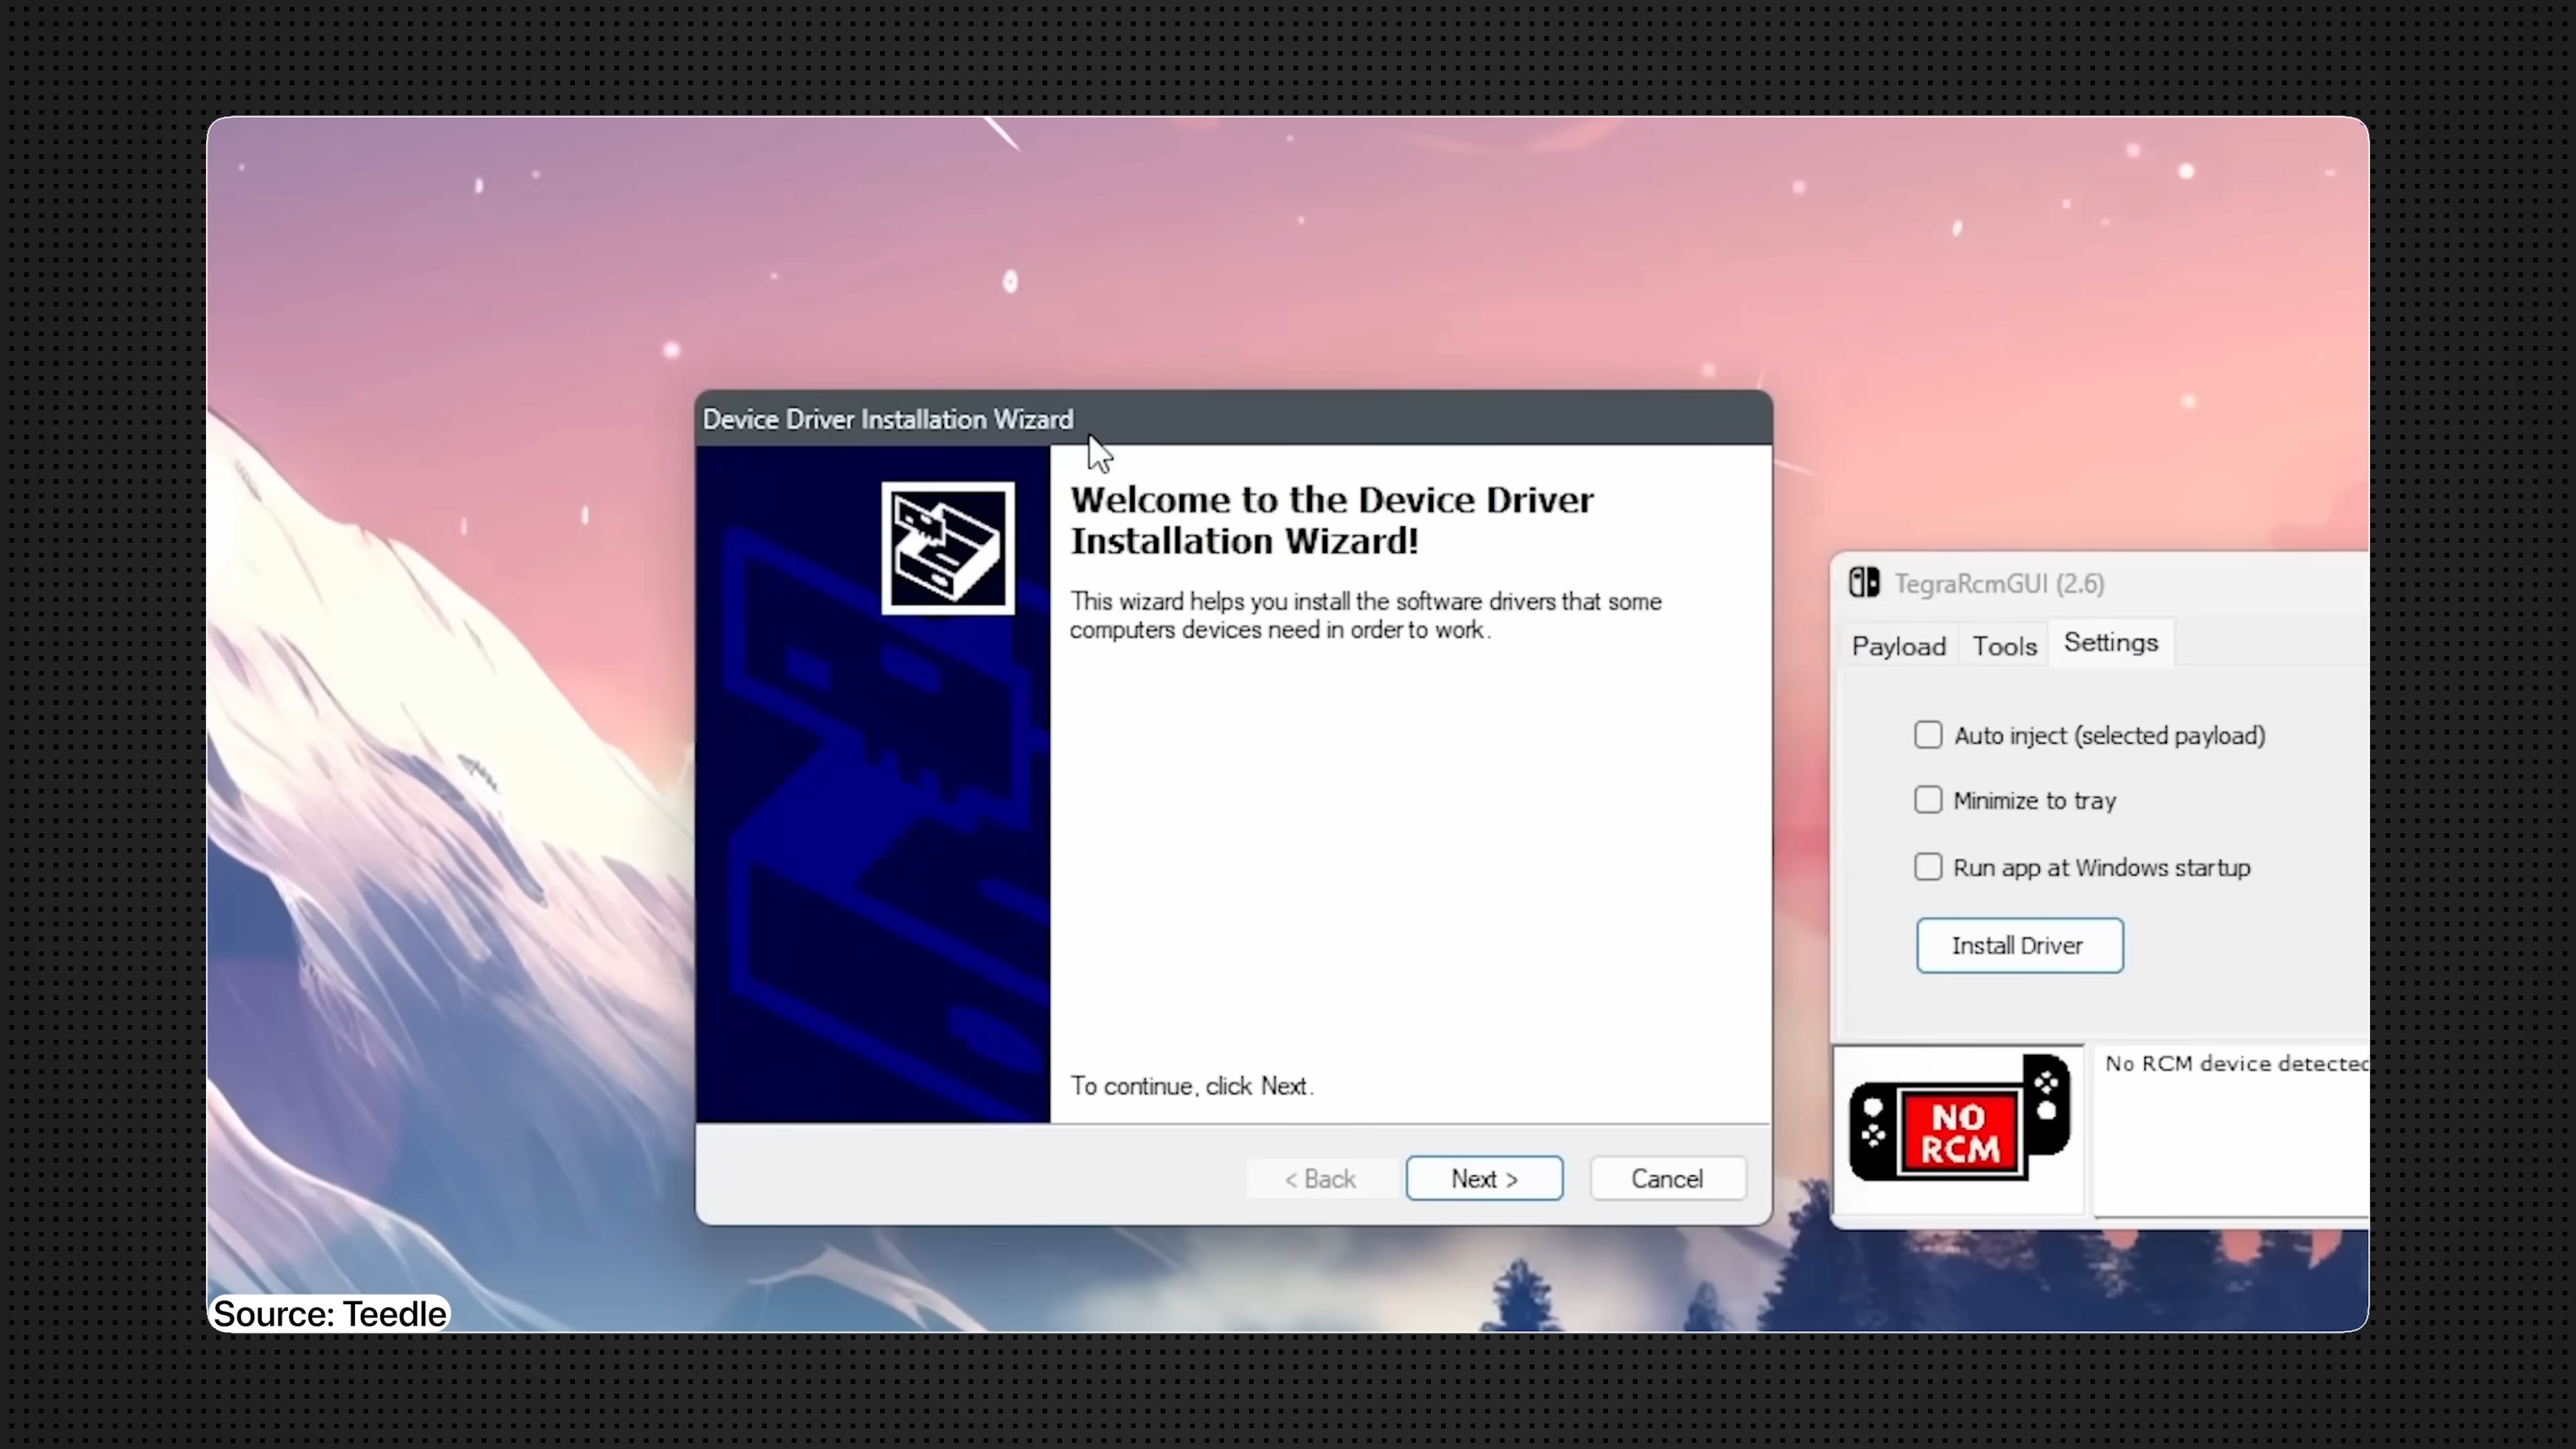 Device Driver Installation Wizard
Welcome to the Device Driver
Installation Wizard!
This wizard helps you install the software drivers that some
computers devices need in order to work.
To continue, click Next.
< Back
Next >
Cancel
TegraRcmGUI (2.6)
Payload
Tools
Settings
Auto inject (selected payload)
Minimize to tray
Run app at Windows startup
Install Driver
NO
RCM
No RCM device detected
Source: Teedle